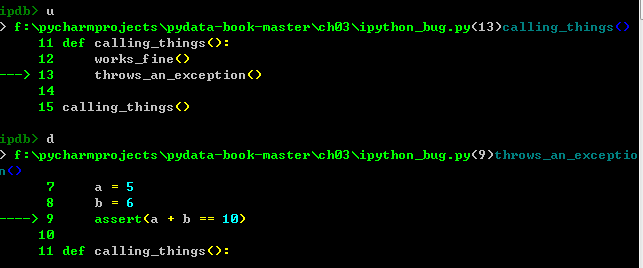 ipdb> u
> f:\pycharmprojects\pydata-book-master\ch03\ipython_bug.py(13)calling_things()
     11 def calling_things():
     12     works_fine()
---> 13     throws_an_exception()
     14
     15 calling_things()
ipdb> d
> f:\pycharmprojects\pydata-book-master\ch03\ipython_bug.py(9)throws_an_exceptio
n()
      7     a = 5
      8     b = 6
----> 9     assert(a + b == 10)
     10
     11 def calling_things():